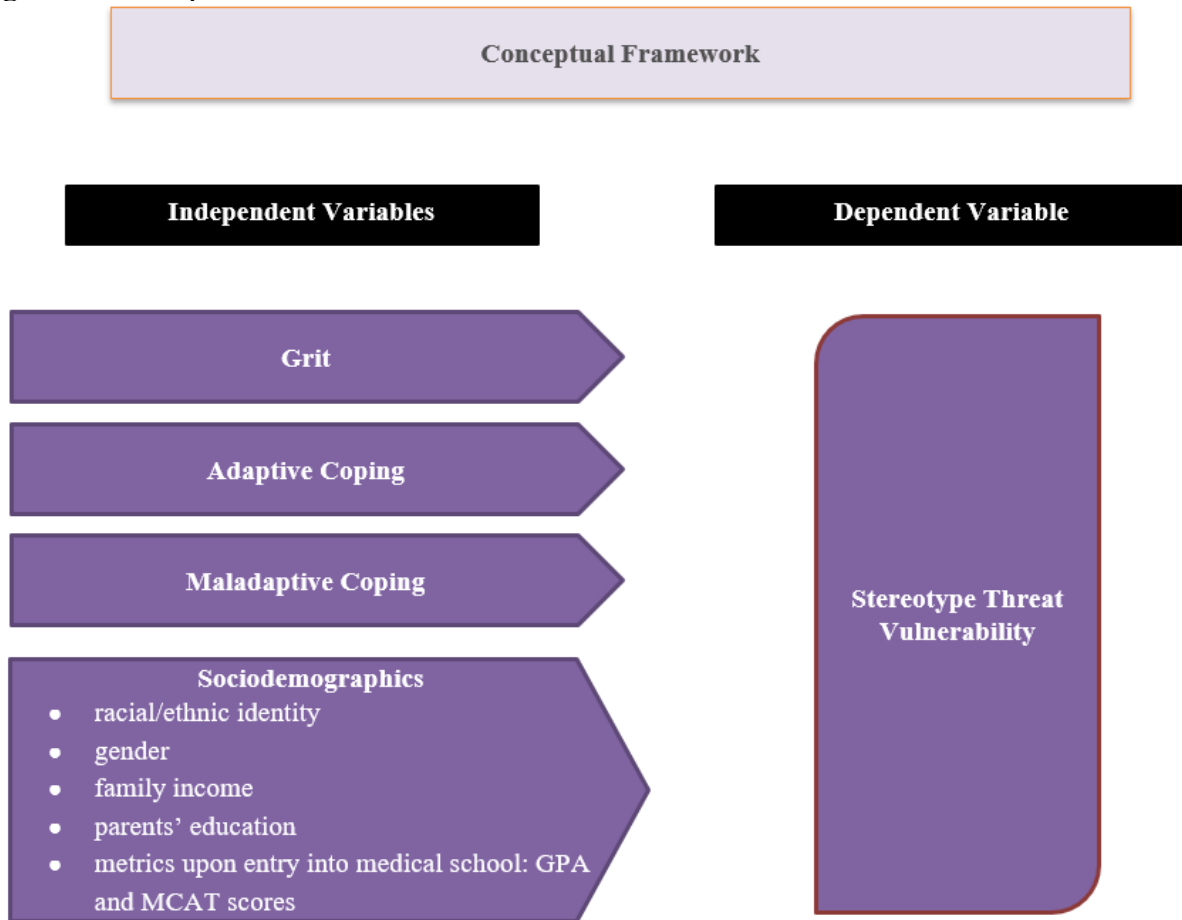 Conceptual Framework
Independent Variables
Dependent Variable
Grit
Adaptive Coping
Maladaptive Coping
Sociodemographics
● racial/ethnic identity
● gender
● family income
● parents’ education
● metrics upon entry into medical school: GPA
and MCAT scores
Stereotype Threat
Vulnerability